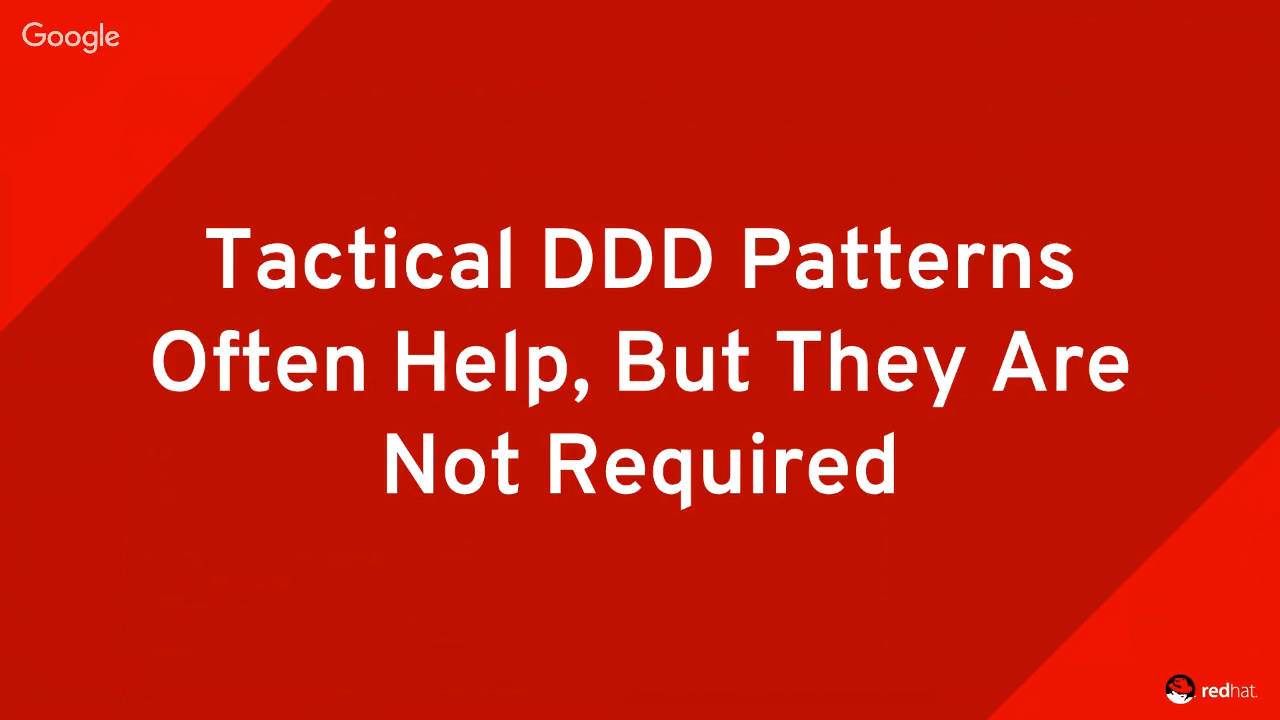 Google
Tactical DDD Patterns
Often Help, But They Are
Not Required
redhat.